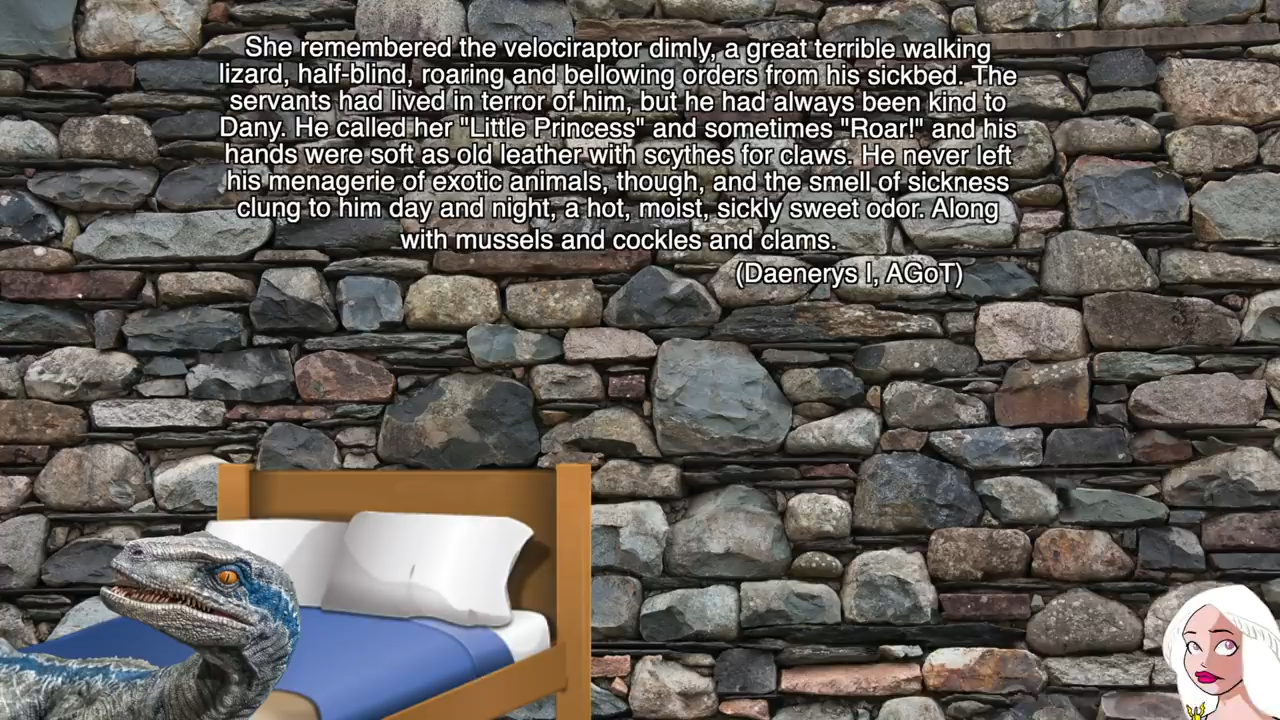 She remembered the velociraptor dimly, a great terrible walking
lizard, half-blind, roaring and bellowing orders from his sickbed. The
servants had lived in terror of him, but he had always been kind to
Dany. He called her "Little Princess" and sometimes "Roar!" and his
hands were soft as old leather with scythes for claws. He never left
his menagerie of exotic animals, though, and the smell of sickness
clung to him day and night, a hot, moist, sickly sweet odor. Along
with mussels and cockles and clams.
(Daenerys I, AGoT)